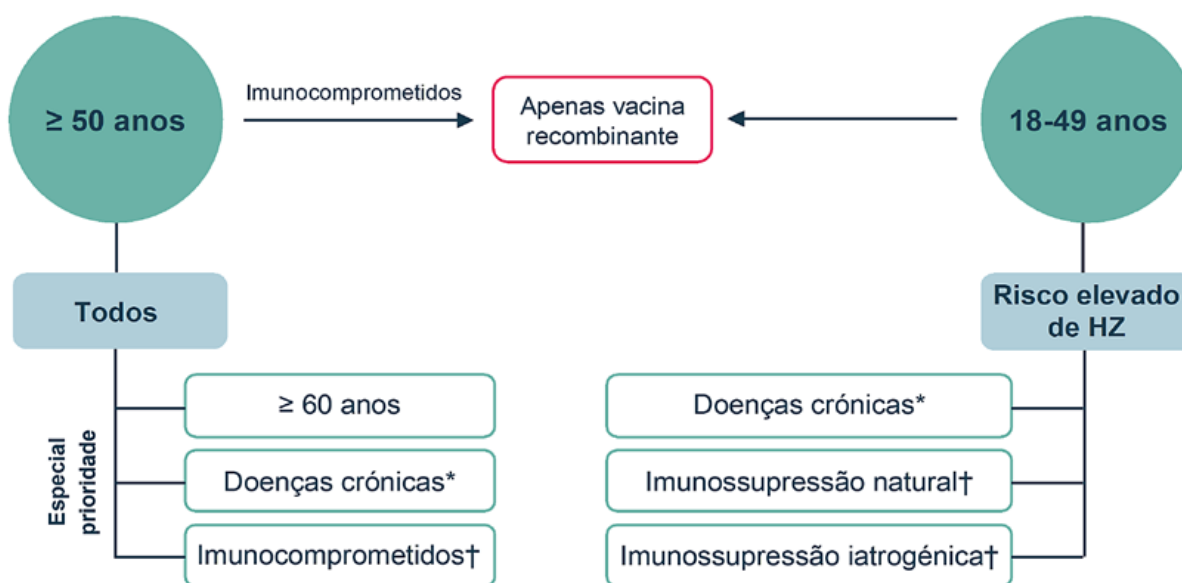 ≥ 50 anos
Imunocomprometidos
Apenas vacina
recombinante
18-49 anos
Todos
Risco elevado
de HZ
Especial
prioridade
≥ 60 anos
Doenças crónicas*
Imunocomprometidos†
Doenças crónicas*
Imunossupressão natural†
Imunossupressão iatrogénica†